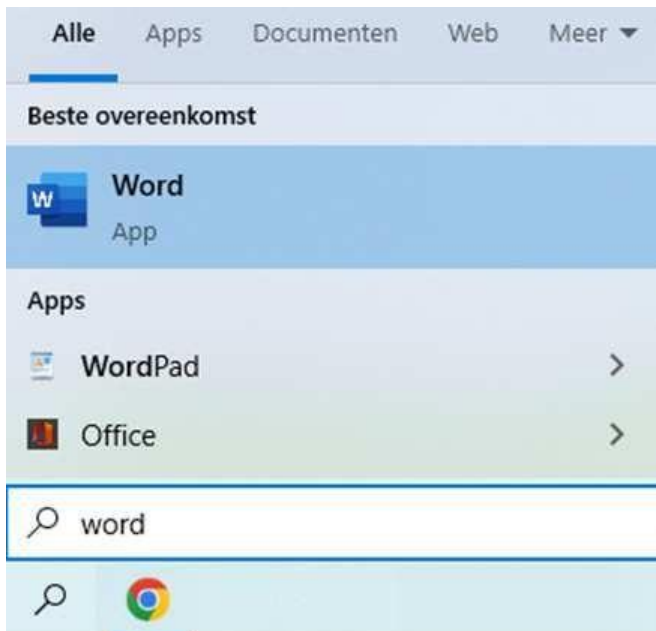 Alle Apps Documenten Web Meer
Beste overeenkomst
W Word
App
Apps
WordPad
Office
word